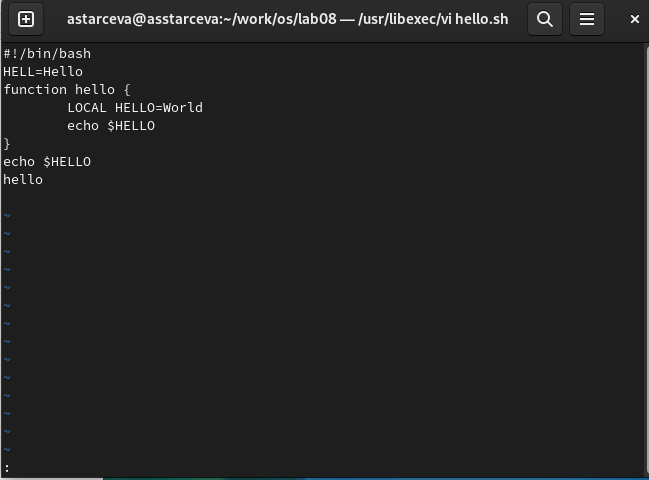 astarceva@asstarceva:~/work/os/lab08 — /usr/libexec/vi hello.sh
#!/bin/bash
HELL=Hello
function hello {
        LOCAL HELLO=World
        echo $HELLO
}
echo $HELLO
hello
~
~
~
~
~
~
~
~
~
~
~
~
~
~
: